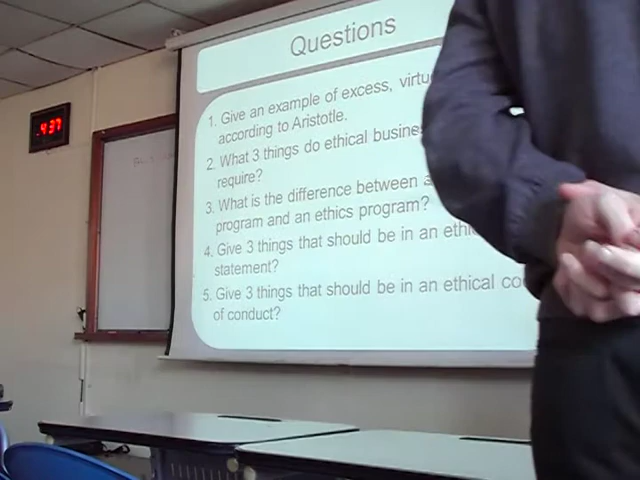 Questions
1. Give an example of excess, virtu
according to Aristotle.
2. What 3 things do ethical busine
require?
3. What is the difference between a
program and an ethics program?
4. Give 3 things that should be in an ethi
statement?
5. Give 3 things that should be in an ethical co
of conduct?
4:37